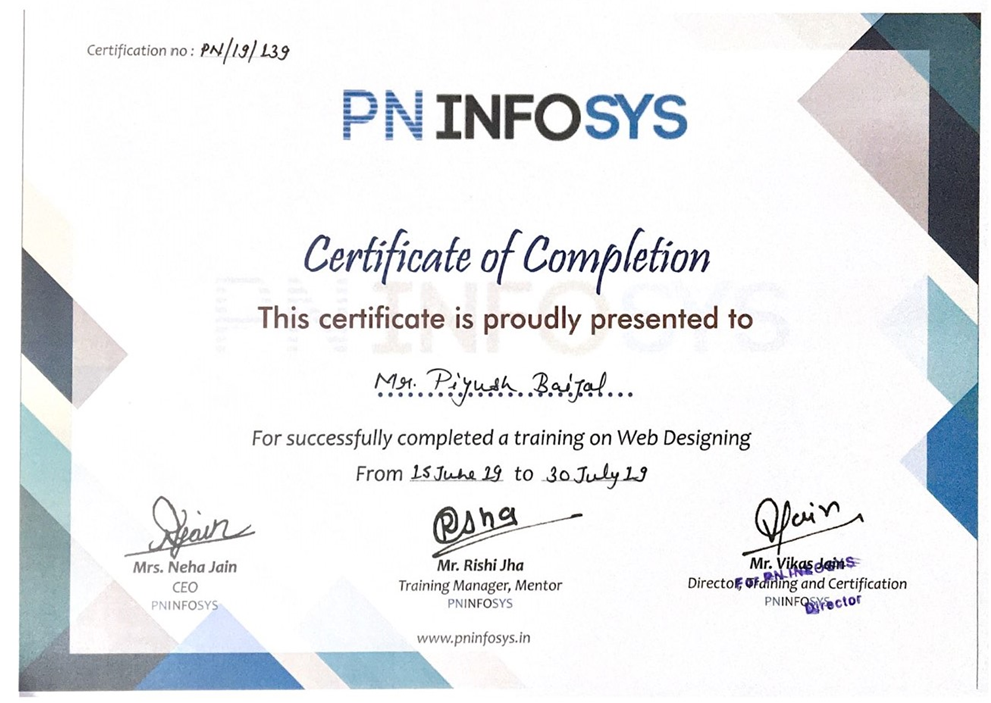 Certification no : PN/19/139
PN INFOSYS
Certificate of Completion
This certificate is proudly presented to
Mr. Piyush Baijal
For successfully completed a training on Web Designing
From 15 June 19 to 30 July 19
Mrs. Neha Jain
CEO
PNINFOSYS
Mr. Rishi Jha
Training Manager, Mentor
PNINFOSYS
Mr. Vikas Jain
Director, Training and Certification
PNINFOSYS
For PN INFOSYS
Director
www.pninfosys.in